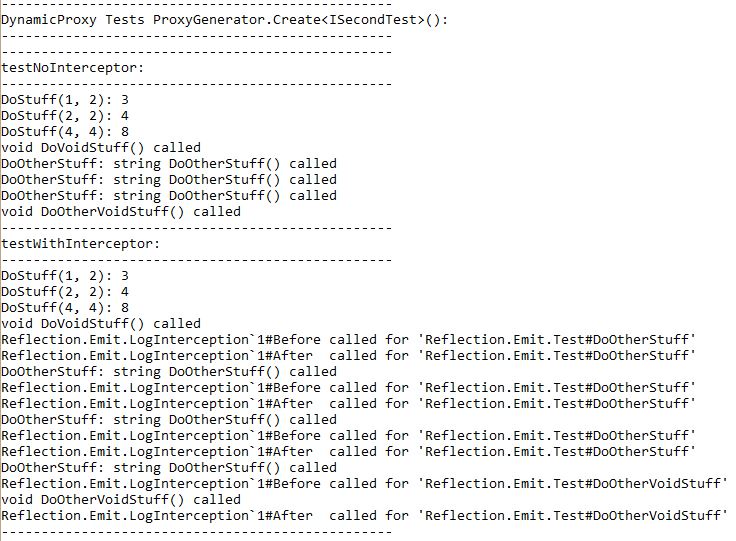 -------------------------------------------------
DynamicProxy Tests ProxyGenerator.Create<ISecondTest>():
-------------------------------------------------
-------------------------------------------------
testNoInterceptor:
-------------------------------------------------
DoStuff(1, 2): 3
DoStuff(2, 2): 4
DoStuff(4, 4): 8
void DoVoidStuff() called
DoOtherStuff: string DoOtherStuff() called
DoOtherStuff: string DoOtherStuff() called
DoOtherStuff: string DoOtherStuff() called
void DoOtherVoidStuff() called
-------------------------------------------------
testWithInterceptor:
-------------------------------------------------
DoStuff(1, 2): 3
DoStuff(2, 2): 4
DoStuff(4, 4): 8
void DoVoidStuff() called
Reflection.Emit.LogInterception`1#Before called for 'Reflection.Emit.Test#DoOtherStuff'
Reflection.Emit.LogInterception`1#After  called for 'Reflection.Emit.Test#DoOtherStuff'
DoOtherStuff: string DoOtherStuff() called
Reflection.Emit.LogInterception`1#Before called for 'Reflection.Emit.Test#DoOtherStuff'
Reflection.Emit.LogInterception`1#After  called for 'Reflection.Emit.Test#DoOtherStuff'
DoOtherStuff: string DoOtherStuff() called
Reflection.Emit.LogInterception`1#Before called for 'Reflection.Emit.Test#DoOtherStuff'
Reflection.Emit.LogInterception`1#After  called for 'Reflection.Emit.Test#DoOtherStuff'
DoOtherStuff: string DoOtherStuff() called
Reflection.Emit.LogInterception`1#Before called for 'Reflection.Emit.Test#DoOtherVoidStuff'
void DoOtherVoidStuff() called
Reflection.Emit.LogInterception`1#After  called for 'Reflection.Emit.Test#DoOtherVoidStuff'
-------------------------------------------------